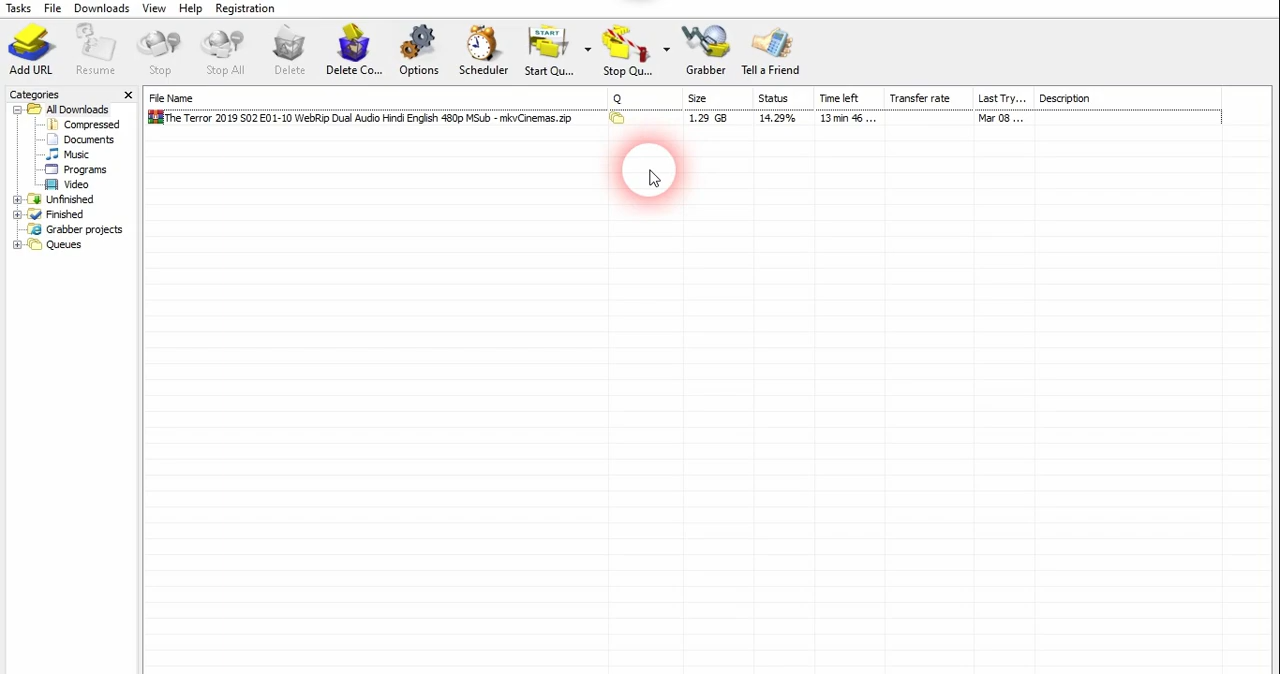 Tasks File Downloads View Help Registration
Add URL Resume Stop Stop All Delete Delete Co... Options Scheduler Start Qu... Stop Qu... Grabber Tell a Friend
START
Categories
All Downloads
Compressed
Documents
Music
Programs
Video
Unfinished
Finished
Grabber projects
Queues
File Name Q Size Status Time left Transfer rate Last Try... Description
The Terror 2019 S02 E01-10 WebRip Dual Audio Hindi English 480p MSub - mkvCinemas.zip 1.29 GB 14.29% 13 min 46 ... Mar 08 ...